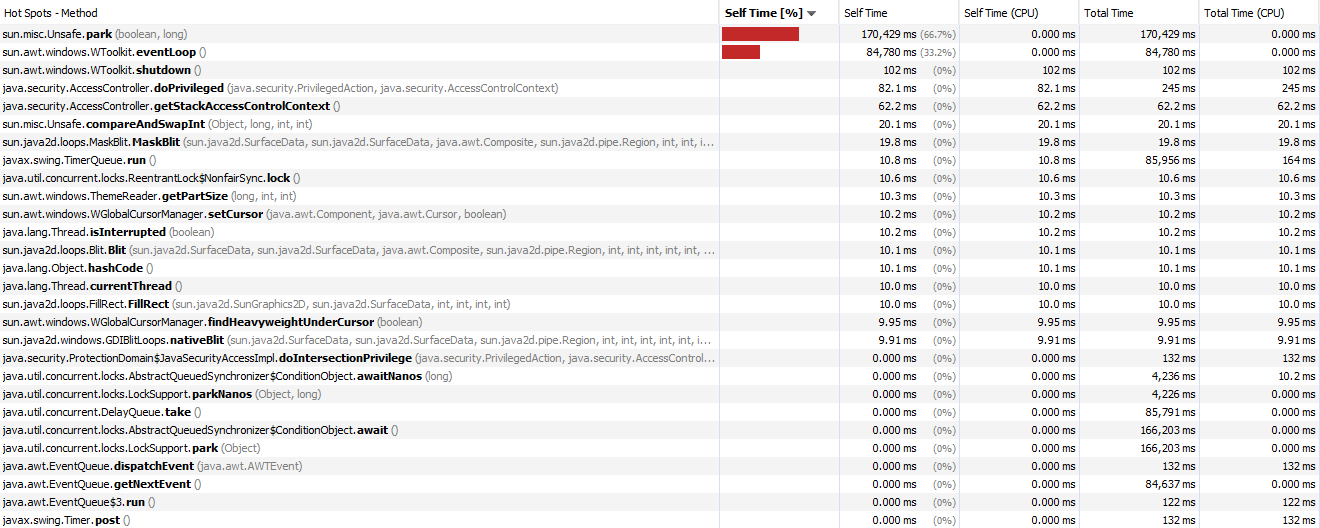 Hot Spots - Method Self Time [%] Self Time Self Time (CPU) Total Time Total Time (CPU)
sun.misc.Unsafe.park (boolean, long) 170,429 ms (66.7%) 0.000 ms 170,429 ms 0.000 ms
sun.awt.windows.WToolkit.eventLoop () 84,780 ms (33.2%) 0.000 ms 84,780 ms 0.000 ms
sun.awt.windows.WToolkit.shutdown () 102 ms (0%) 102 ms 102 ms 102 ms
java.security.AccessController.doPrivileged (java.security.PrivilegedAction, java.security.AccessControlContext) 82.1 ms (0%) 82.1 ms 245 ms 245 ms
java.security.AccessController.getStackAccessControlContext () 62.2 ms (0%) 62.2 ms 62.2 ms 62.2 ms
sun.misc.Unsafe.compareAndSwapInt (Object, long, int, int) 20.1 ms (0%) 20.1 ms 20.1 ms 20.1 ms
sun.java2d.loops.MaskBlit.MaskBlit (sun.java2d.SurfaceData, sun.java2d.SurfaceData, java.awt.Composite, sun.java2d.pipe.Region, int, int, i... 19.8 ms (0%) 19.8 ms 19.8 ms 19.8 ms
javax.swing.TimerQueue.run () 10.8 ms (0%) 10.8 ms 85,956 ms 164 ms
java.util.concurrent.locks.ReentrantLock$NonfairSync.lock () 10.6 ms (0%) 10.6 ms 10.6 ms 10.6 ms
sun.awt.windows.ThemeReader.getPartSize (long, int, int) 10.3 ms (0%) 10.3 ms 10.3 ms 10.3 ms
sun.awt.windows.WGlobalCursorManager.setCursor (java.awt.Component, java.awt.Cursor, boolean) 10.2 ms (0%) 10.2 ms 10.2 ms 10.2 ms
java.lang.Thread.isInterrupted (boolean) 10.2 ms (0%) 10.2 ms 10.2 ms 10.2 ms
sun.java2d.loops.Blit.Blit (sun.java2d.SurfaceData, sun.java2d.SurfaceData, java.awt.Composite, sun.java2d.pipe.Region, int, int, int, int, ... 10.1 ms (0%) 10.1 ms 10.1 ms 10.1 ms
java.lang.Object.hashCode () 10.1 ms (0%) 10.1 ms 10.1 ms 10.1 ms
java.lang.Thread.currentThread () 10.0 ms (0%) 10.0 ms 10.0 ms 10.0 ms
sun.java2d.loops.FillRect.FillRect (sun.java2d.SunGraphics2D, sun.java2d.SurfaceData, int, int, int, int) 10.0 ms (0%) 10.0 ms 10.0 ms 10.0 ms
sun.awt.windows.WGlobalCursorManager.findHeavyweightUnderCursor (boolean) 9.95 ms (0%) 9.95 ms 9.95 ms 9.95 ms
sun.java2d.windows.GDIBlitLoops.nativeBlit (sun.java2d.SurfaceData, sun.java2d.SurfaceData, sun.java2d.pipe.Region, int, int, int, int, int, int, ... 9.91 ms (0%) 9.91 ms 9.91 ms 9.91 ms
java.security.ProtectionDomain$JavaSecurityAccessImpl.doIntersectionPrivilege (java.security.PrivilegedAction, java.security.AccessControl... 0.000 ms (0%) 0.000 ms 132 ms 132 ms
java.util.concurrent.locks.AbstractQueuedSynchronizer$ConditionObject.awaitNanos (long) 0.000 ms (0%) 0.000 ms 4,236 ms 10.2 ms
java.util.concurrent.locks.LockSupport.parkNanos (Object, long) 0.000 ms (0%) 0.000 ms 4,226 ms 0.000 ms
java.util.concurrent.DelayQueue.take () 0.000 ms (0%) 0.000 ms 85,791 ms 0.000 ms
java.util.concurrent.locks.AbstractQueuedSynchronizer$ConditionObject.await () 0.000 ms (0%) 0.000 ms 166,203 ms 0.000 ms
java.util.concurrent.locks.LockSupport.park (Object) 0.000 ms (0%) 0.000 ms 166,203 ms 0.000 ms
java.awt.EventQueue.dispatchEvent (java.awt.AWTEvent) 0.000 ms (0%) 0.000 ms 132 ms 132 ms
java.awt.EventQueue.getNextEvent () 0.000 ms (0%) 0.000 ms 84,637 ms 0.000 ms
java.awt.EventQueue$3.run () 0.000 ms (0%) 0.000 ms 122 ms 122 ms
javax.swing.Timer.post () 0.000 ms (0%) 0.000 ms 132 ms 132 ms